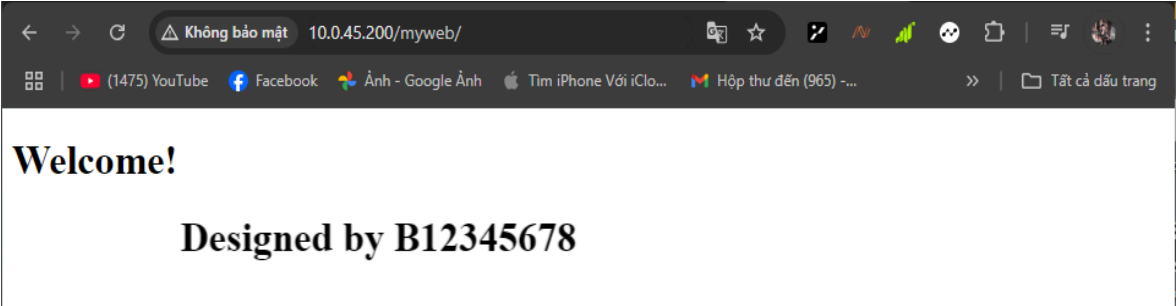 Không bảo mật 10.0.45.200/myweb/
(1475) YouTube Facebook Ảnh - Google Ảnh Tìm iPhone Với iClo... Hộp thư đến (965) -... » Tất cả dấu trang
Welcome!
Designed by B12345678